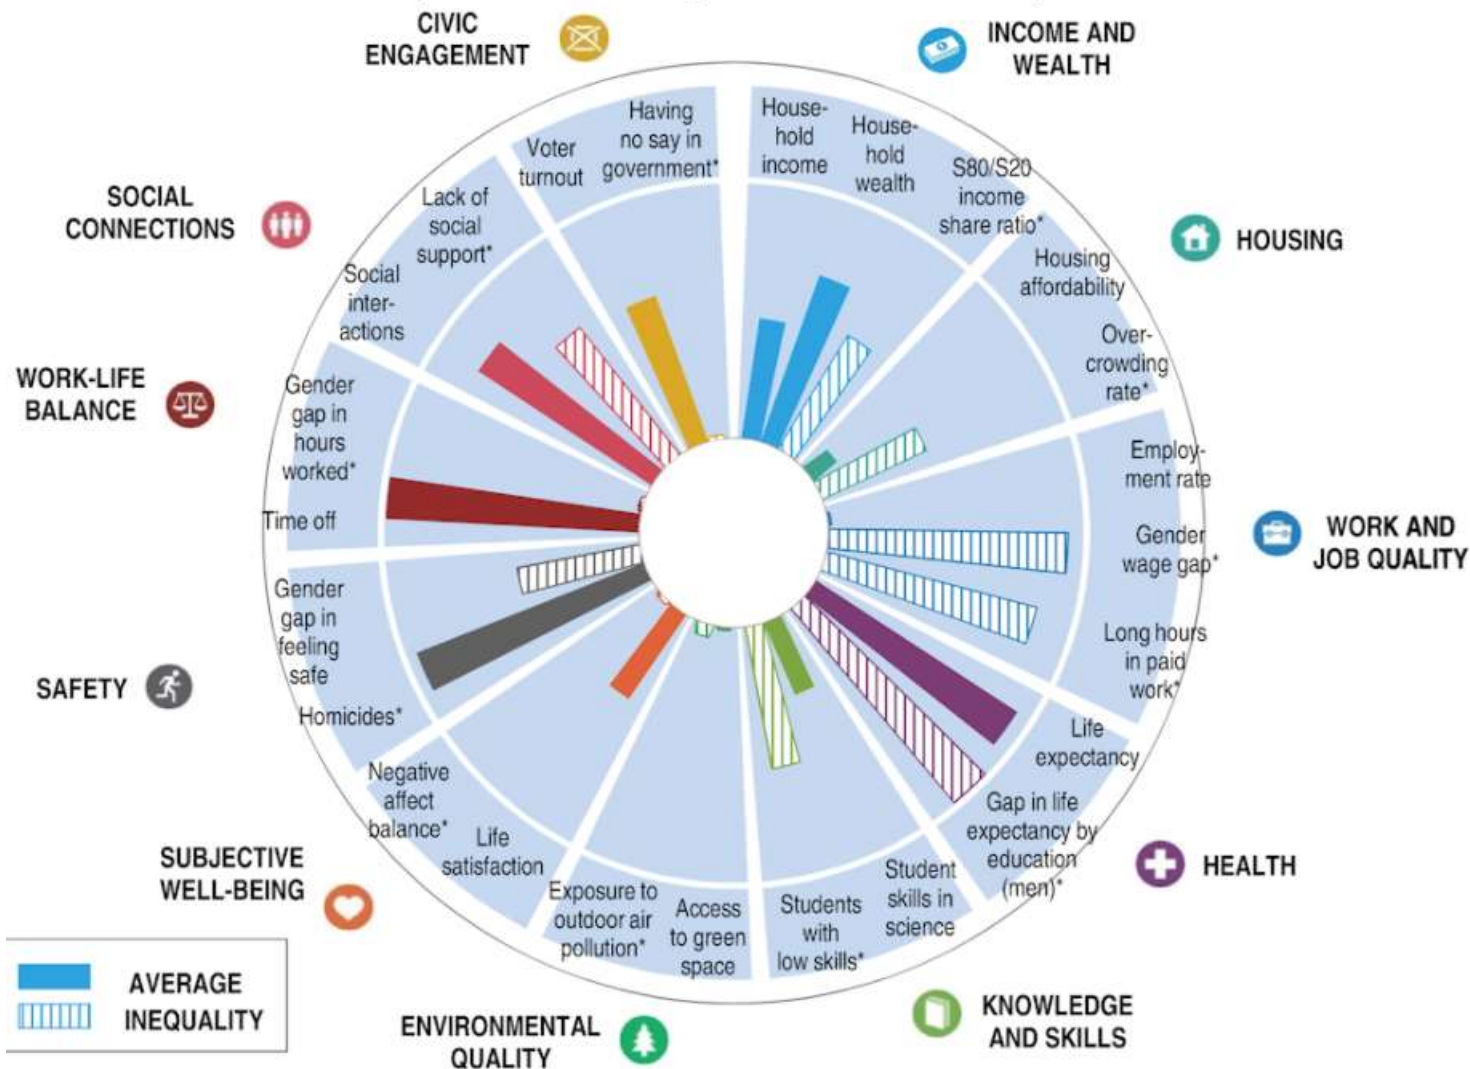 CIVIC
ENGAGEMENT
INCOME AND
WEALTH
HOUSING
WORK AND
JOB QUALITY
HEALTH
KNOWLEDGE
AND SKILLS
ENVIRONMENTAL
QUALITY
SUBJECTIVE
WELL-BEING
SAFETY
WORK-LIFE
BALANCE
SOCIAL
CONNECTIONS
House-
hold
income
House-
hold
wealth
S80/S20
income
share ratio*
Housing
affordability
Over-
crowding
rate*
Employ-
ment rate
Gender
wage gap*
Long hours
in paid
work*
Life
expectancy
Gap in life
expectancy by
education
(men)*
Student
skills in
science
Students
with
low skills*
Access
to green
space
Exposure to
outdoor air
pollution*
Life
satisfaction
Negative
affect
balance*
Homicides*
Gender
gap in
feeling
safe
Time off
Gender
gap in
hours
worked*
Social
inter-
actions
Lack of
social
support*
Voter
turnout
Having
no say in
government*
AVERAGE
INEQUALITY